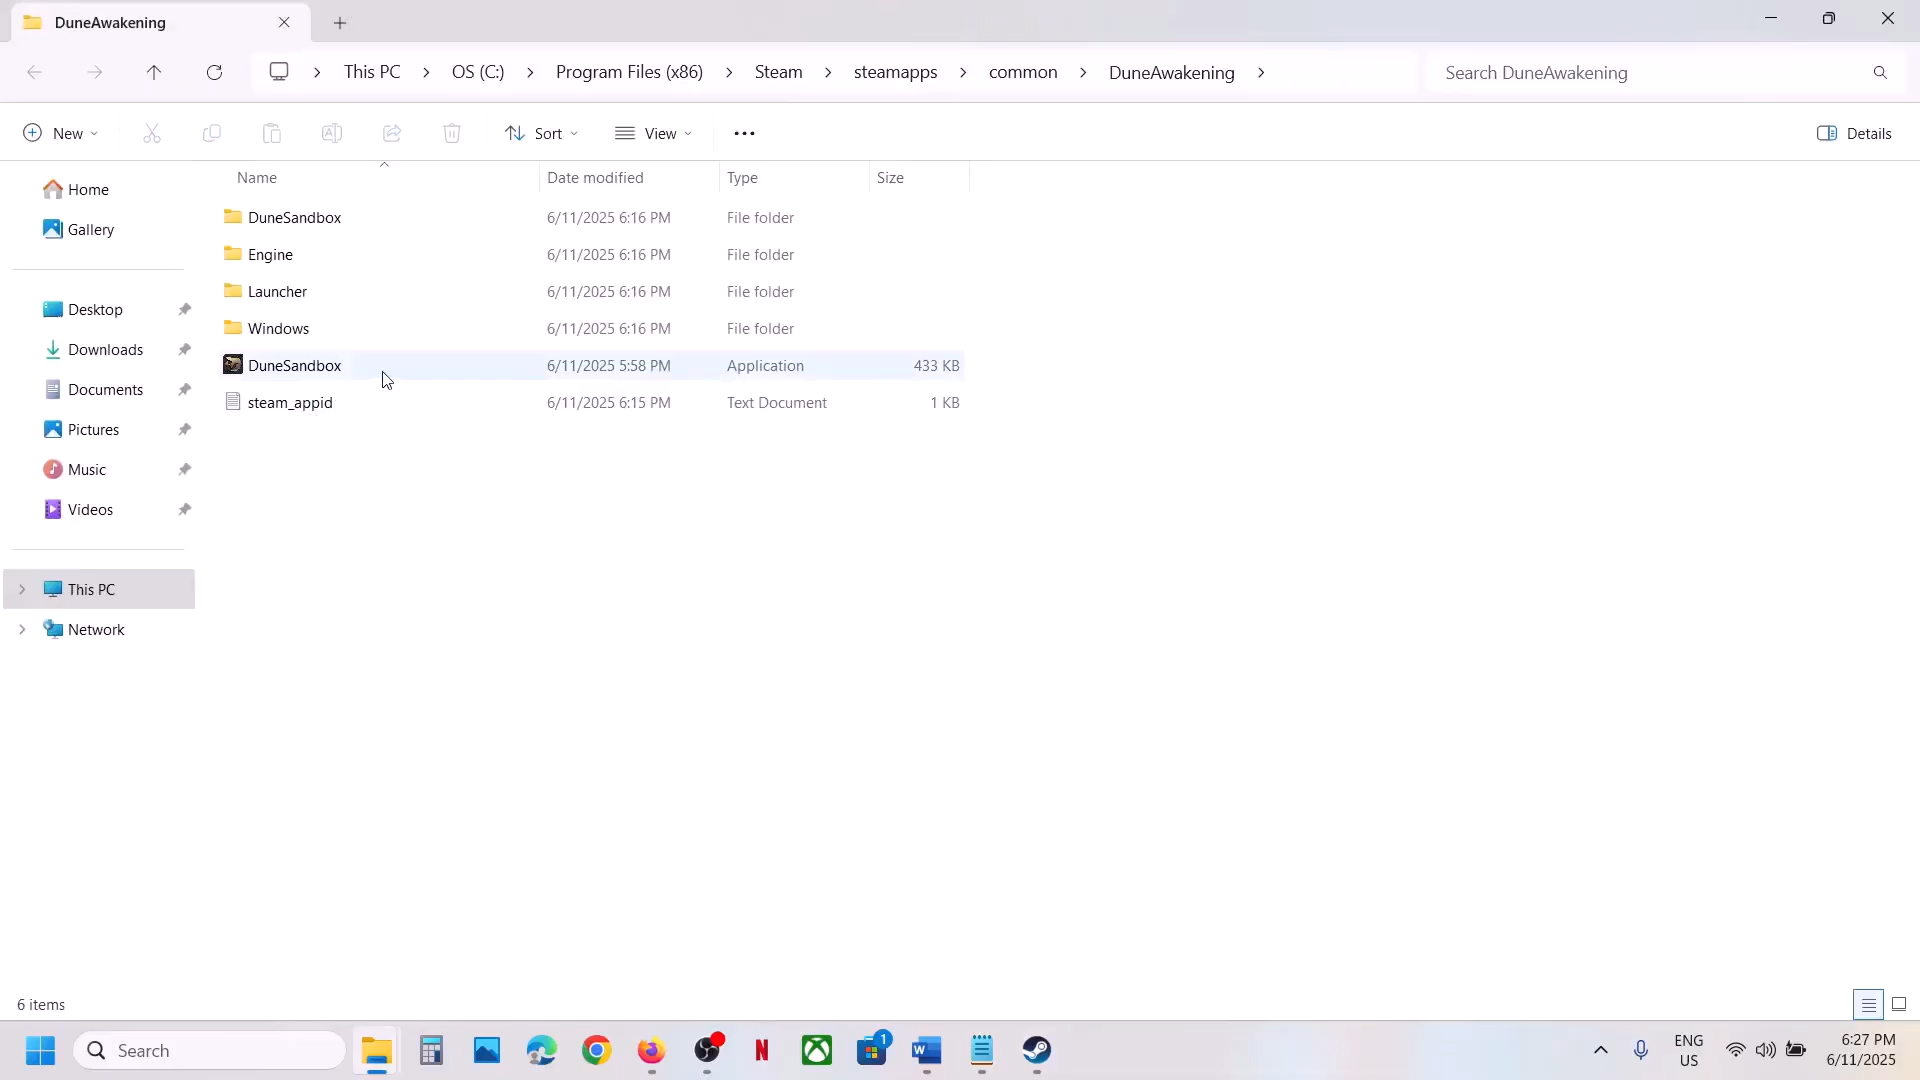 DuneAwakening
This PC
OS (C:)
Program Files (x86)
Steam
steamapps
common
DuneAwakening
Search DuneAwakening
New
Sort
View
Details
Name
Date modified
Type
Size
Home
Gallery
Desktop
Downloads
Documents
Pictures
Music
Videos
This PC
Network
DuneSandbox 6/11/2025 6:16 PM File folder
Engine 6/11/2025 6:16 PM File folder
Launcher 6/11/2025 6:16 PM File folder
Windows 6/11/2025 6:16 PM File folder
DuneSandbox 6/11/2025 5:58 PM Application 433 KB
steam_appid 6/11/2025 6:15 PM Text Document 1 KB
6 items
Search
1
ENG
US
6:27 PM
6/11/2025